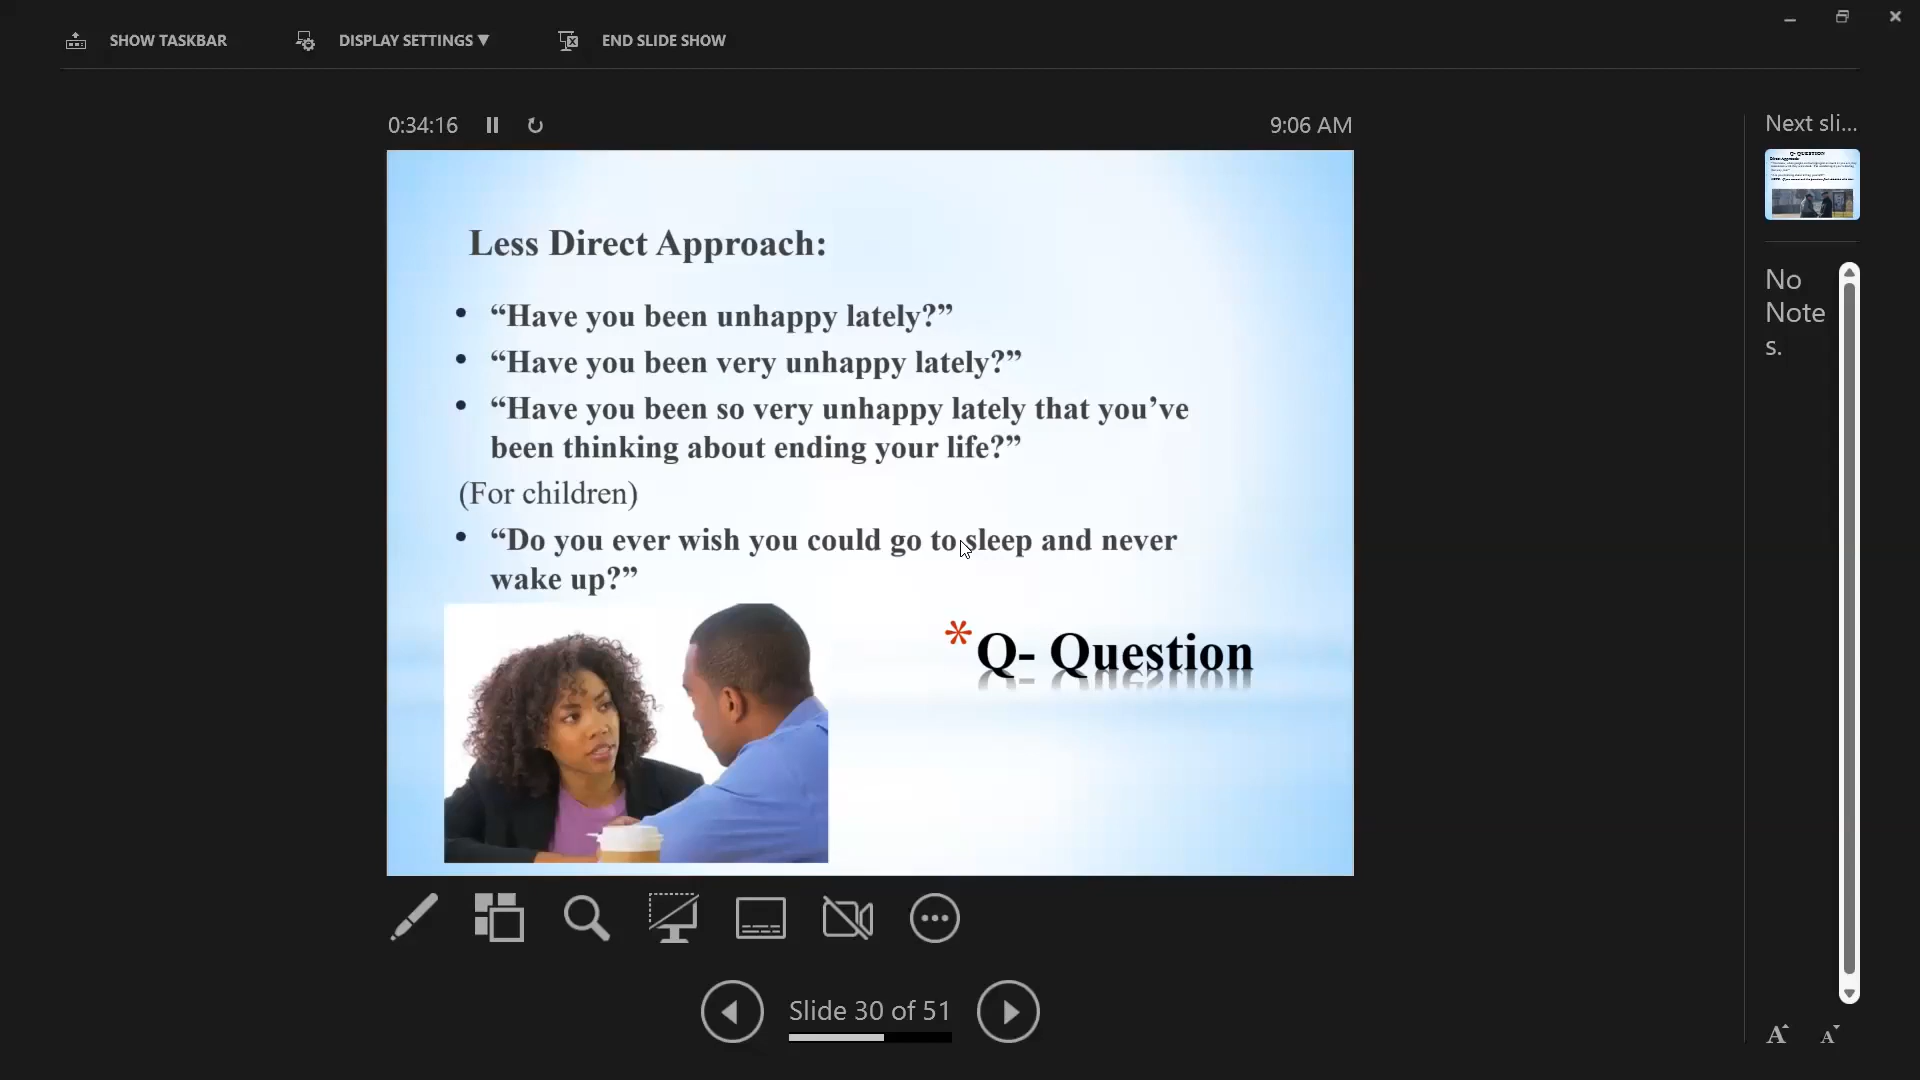 SHOW TASKBAR
DISPLAY SETTINGS ▼
END SLIDE SHOW
0:34:16
9:06 AM
Next sli...
Less Direct Approach:
• “Have you been unhappy lately?”
• “Have you been very unhappy lately?”
• “Have you been so very unhappy lately that you’ve
been thinking about ending your life?”
(For children)
• “Do you ever wish you could go to sleep and never
wake up?”
*Q- Question
Q- QUESTION
Direct Approach:
No
Note
s.
Slide 30 of 51
A A